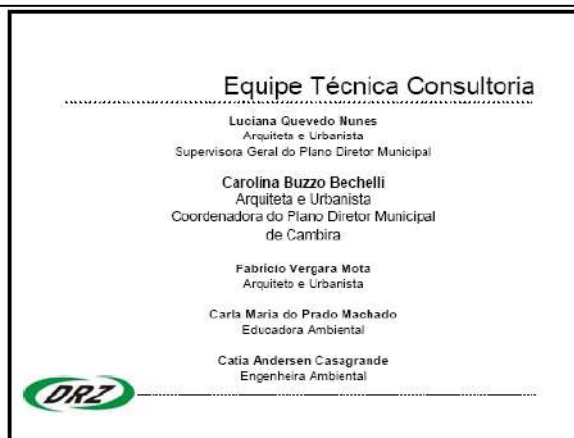 Equipe Técnica Consultoria
Luciana Quevedo Nunes
Arquiteta e Urbanista
Supervisora Geral do Plano Diretor Municipal
Carolina Buzzo Bechelli
Arquiteta e Urbanista
Coordenadora do Plano Diretor Municipal
de Cambira
Fabrício Vergara Mota
Arquiteto e Urbanista
Carla Maria do Prado Machado
Educadora Ambiental
Catia Andersen Casagrande
Engenheira Ambiental
DRZ